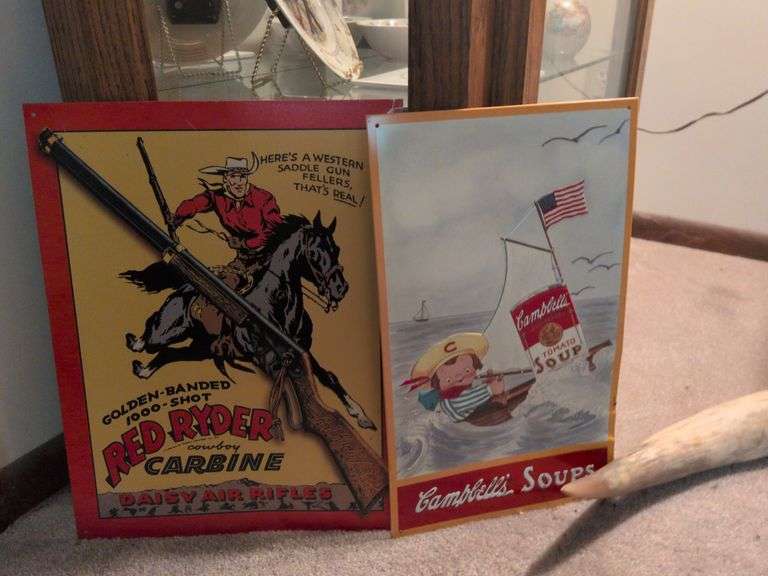 HERE'S A WESTERN
SADDLE GUN
FELLERS,
THAT'S REAL!
GOLDEN-BANDED
1000-SHOT
RED RYDER
cowboy
CARBINE
DAISY AIR RIFLES
Campbell's
TOMATO
SOUP
C
Campbell's SOUPS